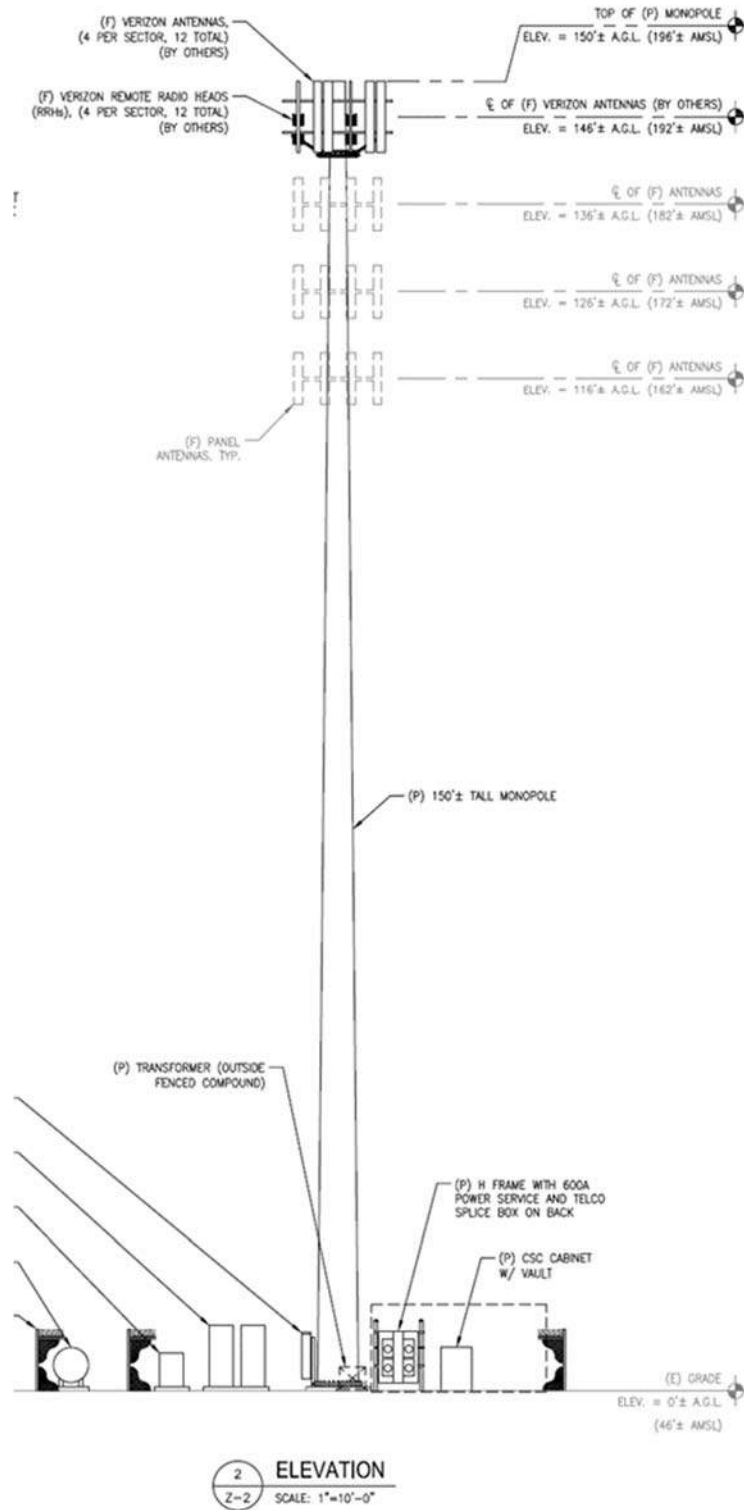 (F) VERIZON ANTENNAS,
(4 PER SECTOR, 12 TOTAL)
(BY OTHERS)
TOP OF (P) MONOPOLE
ELEV. = 150'± A.G.L. (196'± AMSL)
(F) VERIZON REMOTE RADIO HEADS
(RRHs), (4 PER SECTOR, 12 TOTAL)
(BY OTHERS)
℄ OF (F) VERIZON ANTENNAS (BY OTHERS)
ELEV. = 146'± A.G.L. (192'± AMSL)
℄ OF (F) ANTENNAS
ELEV. = 136'± A.G.L. (182'± AMSL)
℄ OF (F) ANTENNAS
ELEV. = 126'± A.G.L. (172'± AMSL)
℄ OF (F) ANTENNAS
ELEV. = 116'± A.G.L. (162'± AMSL)
(F) PANEL
ANTENNAS, TYP.
(P) 150'± TALL MONOPOLE
(P) TRANSFORMER (OUTSIDE
FENCED COMPOUND)
(P) H FRAME WITH 600A
POWER SERVICE AND TELCO
SPLICE BOX ON BACK
(P) CSC CABINET
W/ VAULT
(E) GRADE
ELEV. = 0'± A.G.L.
(46'± AMSL)
2
Z-2
ELEVATION
SCALE: 1"=10'-0"